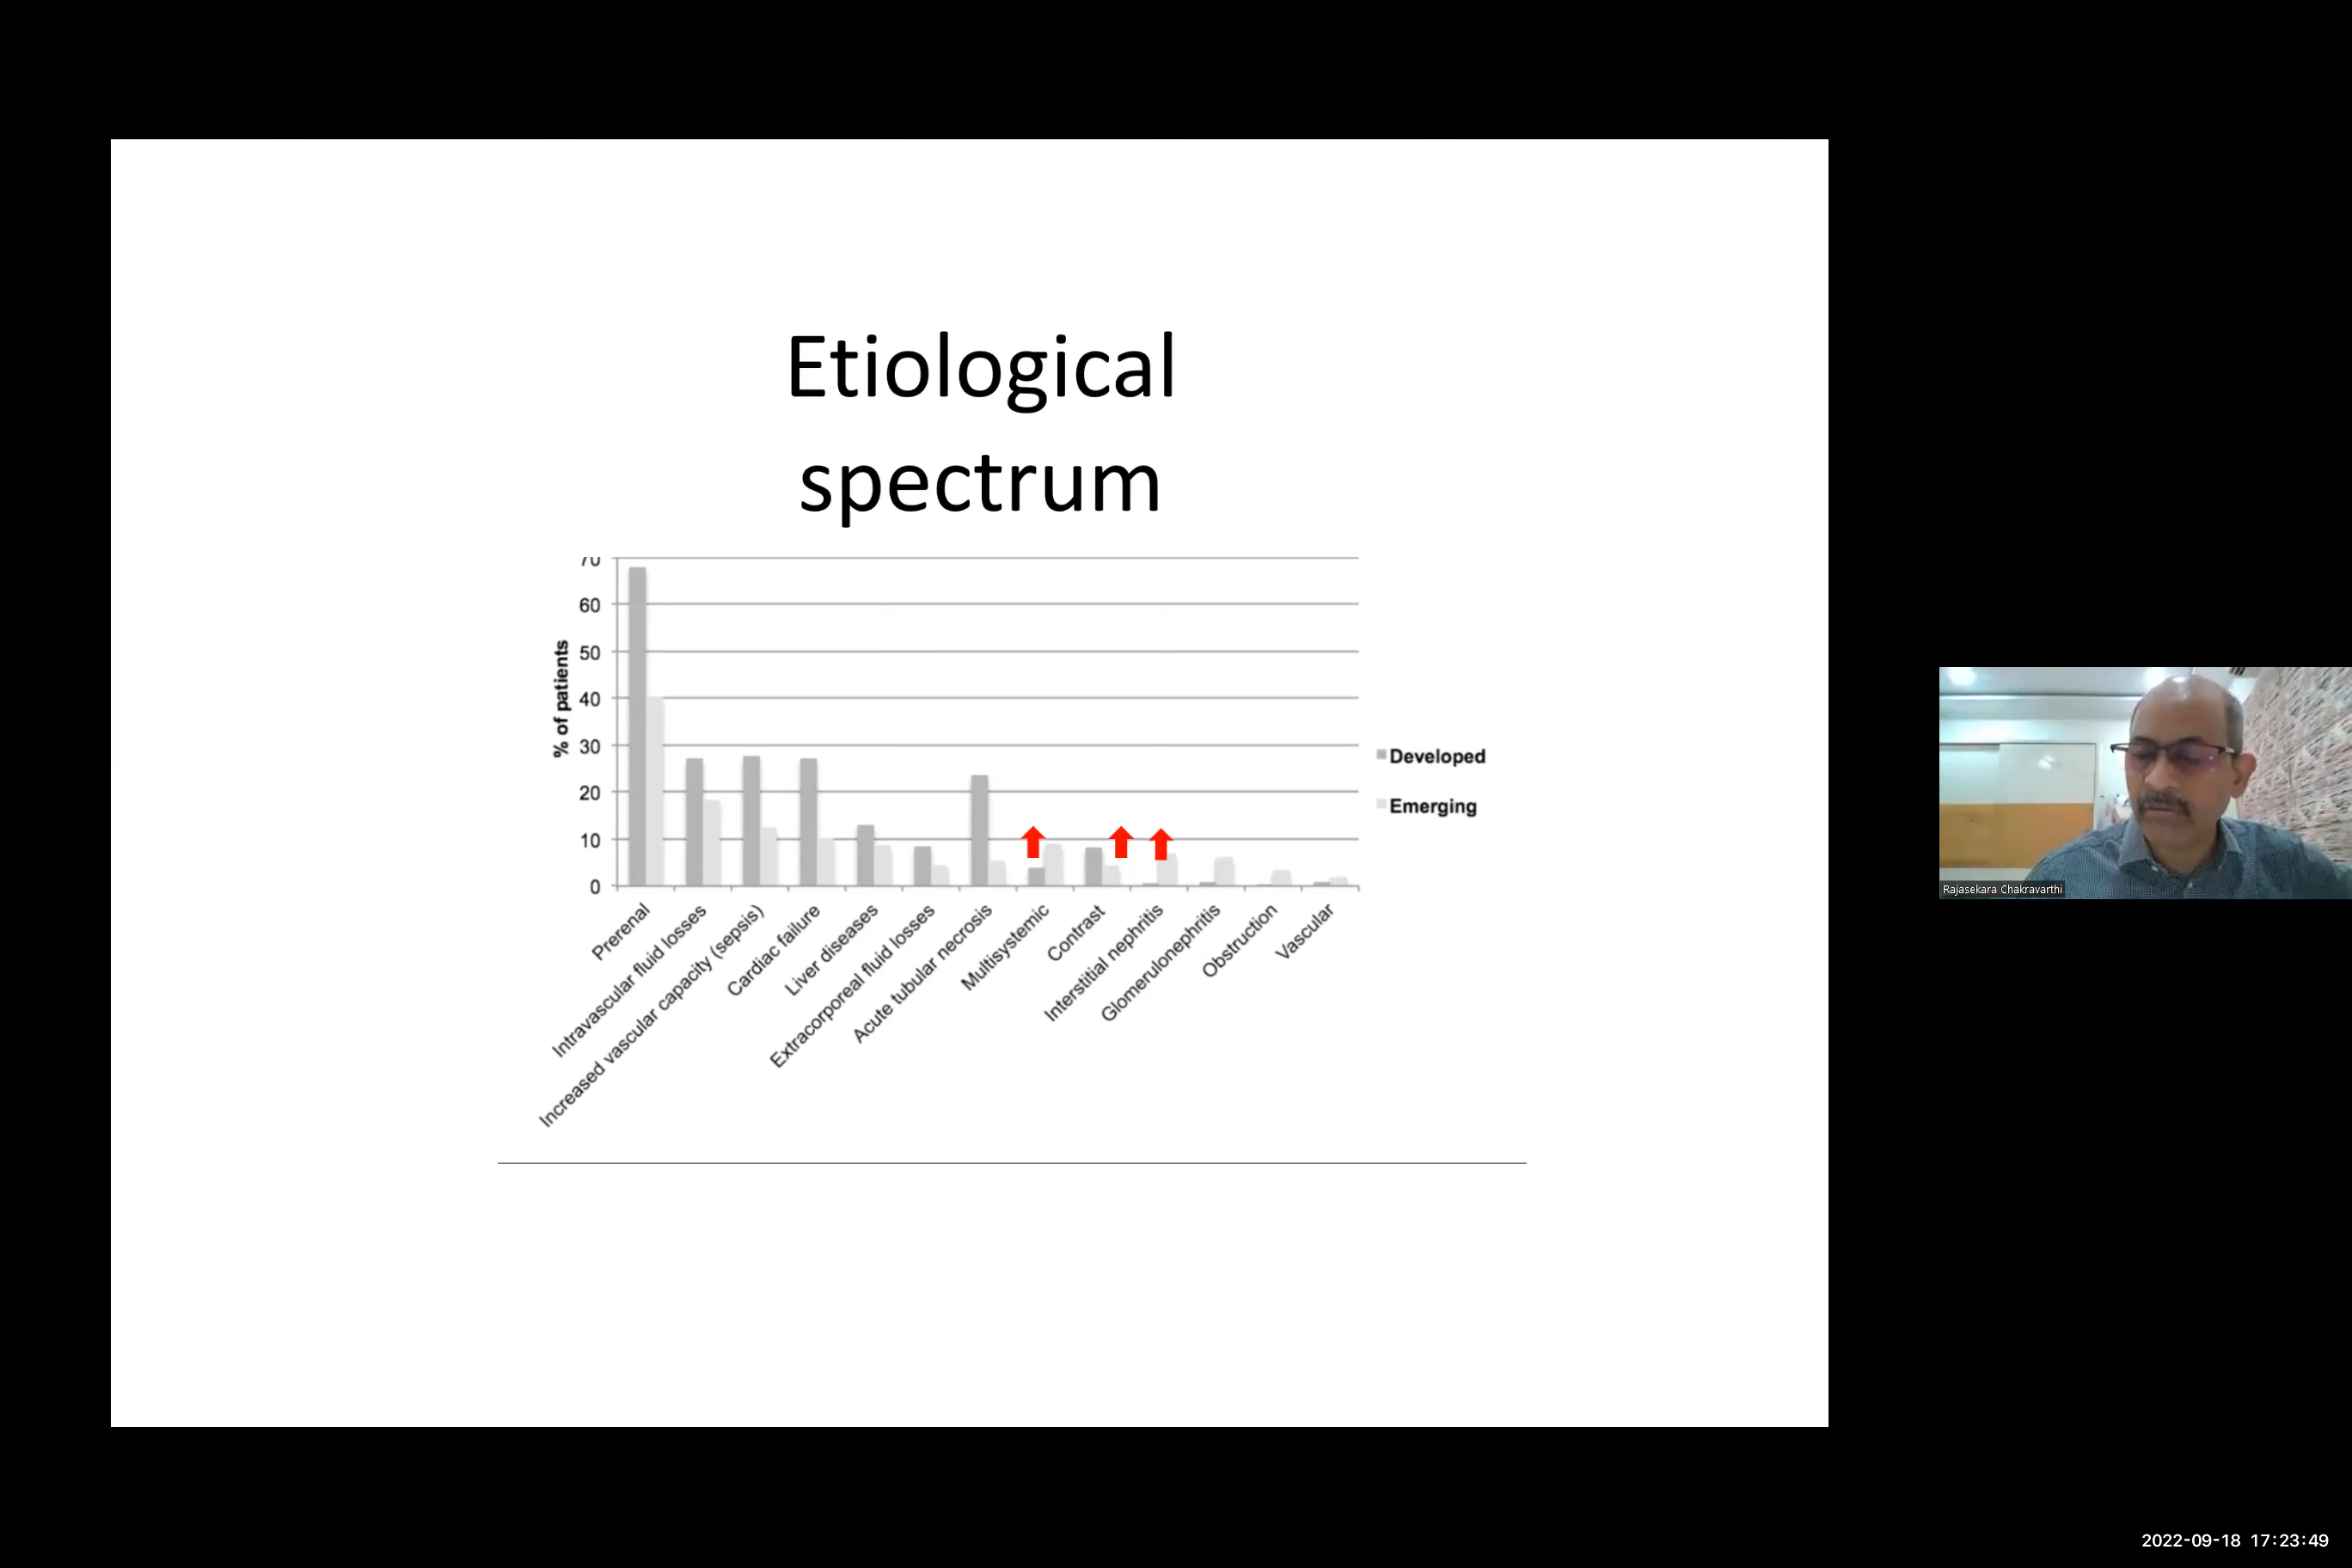 Etiological
spectrum
70
60
50
40
30
20
10
0
% of patients
Developed
Emerging
Prerenal
Intravascular fluid losses
Increased vascular capacity (sepsis)
Cardiac failure
Liver diseases
Extracorporeal fluid losses
Acute tubular necrosis
Multisystemic
Contrast
Interstitial nephritis
Glomerulonephritis
Obstruction
Vascular
Rajasekara Chakravarthi
2022-09-18 17:23:49